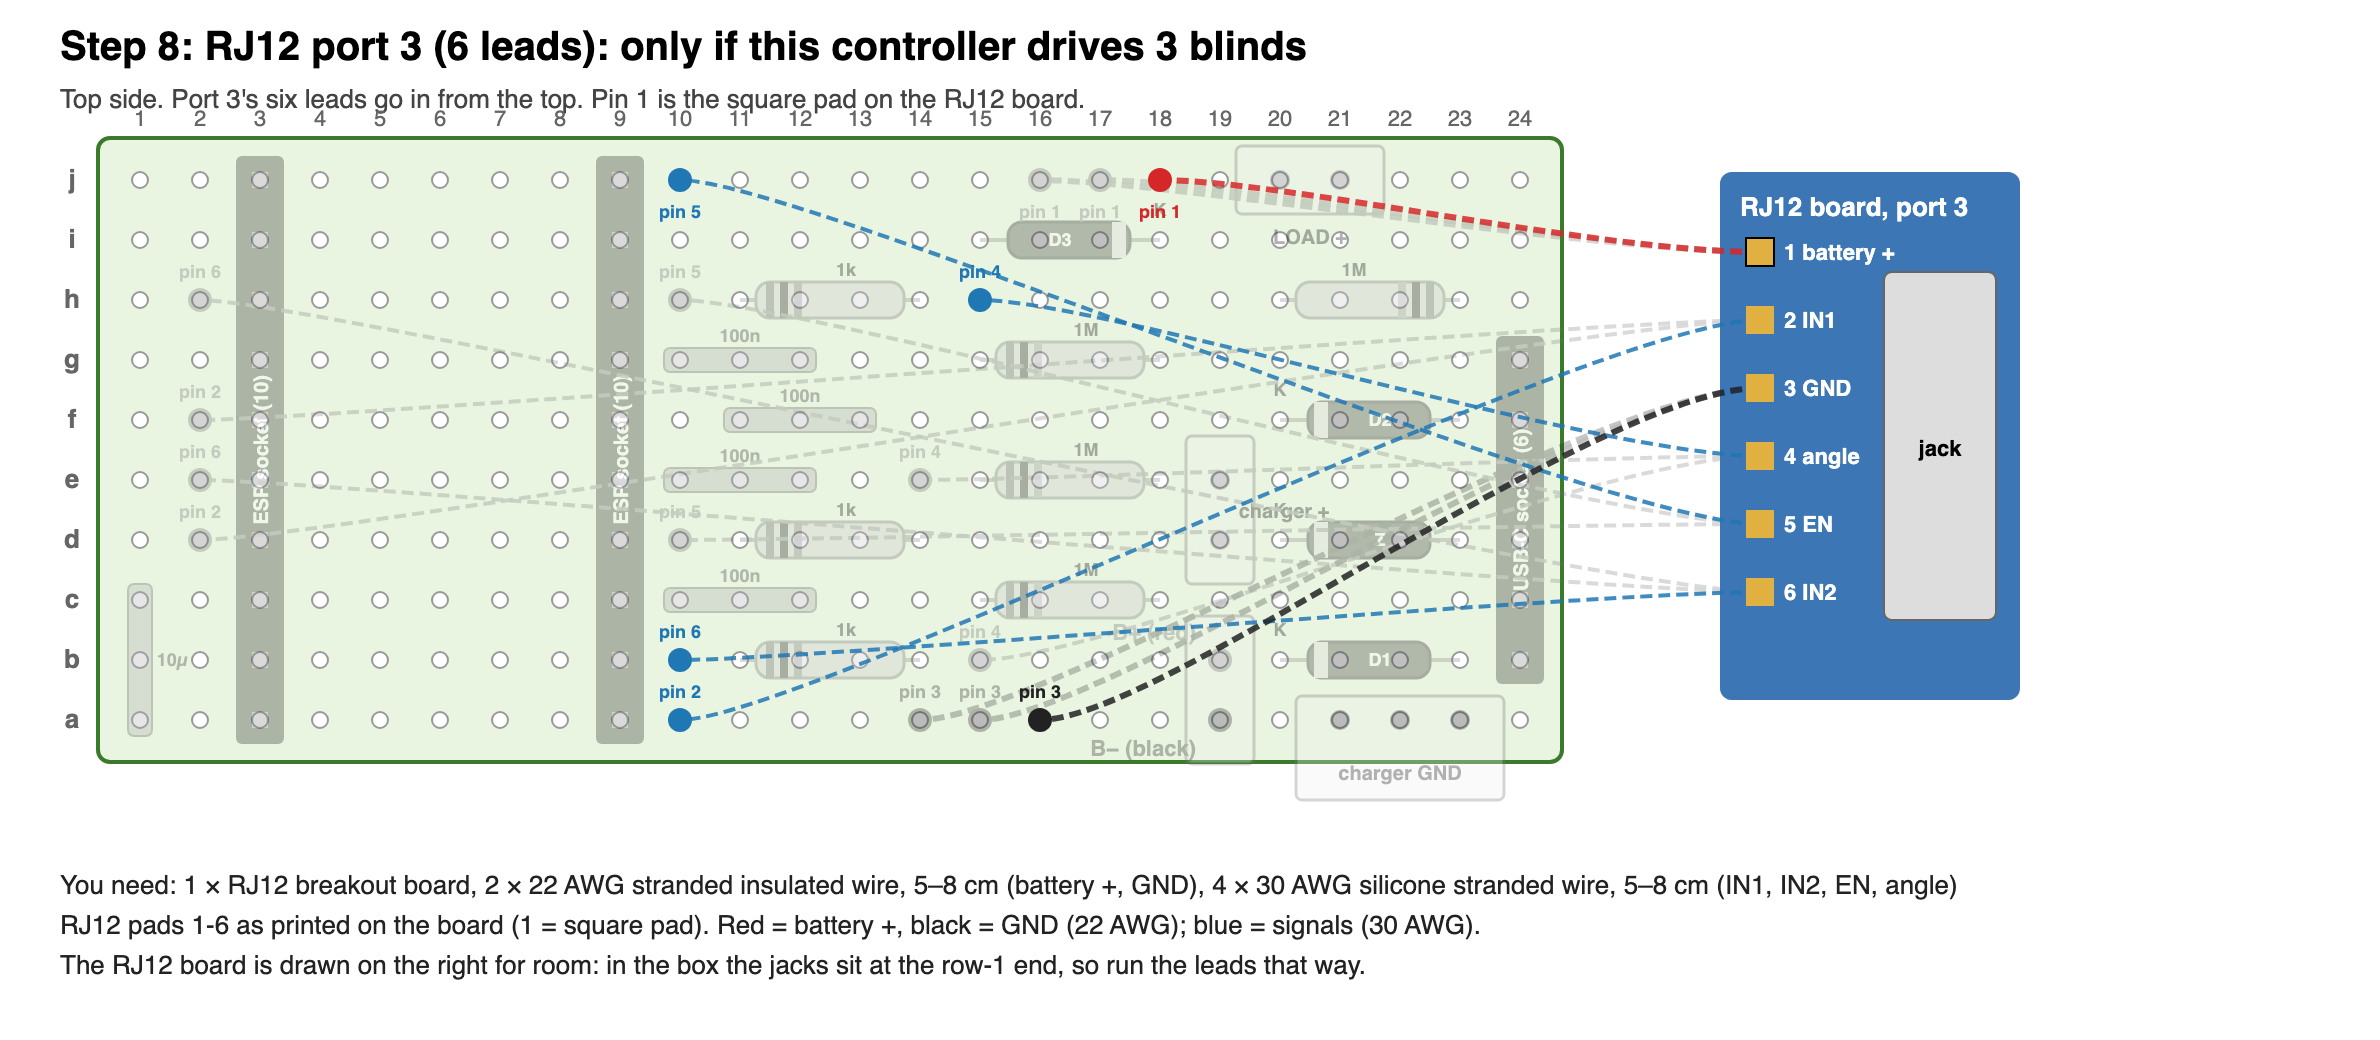 Step 8: RJ12 port 3 (6 leads): only if this controller drives 3 blinds
Top side. Port 3's six leads go in from the top. Pin 1 is the square pad on the RJ12 board.
1 2 3 4 5 6 7 8 9 10 11 12 13 14 15 16 17 18 19 20 21 22 23 24
j
pin 5
pin 1 pin 1 pin 1
K
RJ12 board, port 3
i
D3
LOAD +
1 battery +
pin 6
pin 5
1k
pin 4
1M
h
2 IN1
100n
1M
g
pin 2
100n
K
3 GND
f
D2
ESP socket (10)
ESP socket (10)
USB-C socket (6)
pin 6
100n
pin 4
1M
4 angle
jack
e
pin 2
pin 5
1k
charger +
K
5 EN
d
100n
1M
6 IN2
c
pin 6
1k
pin 4
B+ (red)
K
b
10µ
D1
pin 2
pin 3 pin 3 pin 3
a
B– (black)
charger GND
You need: 1 × RJ12 breakout board, 2 × 22 AWG stranded insulated wire, 5–8 cm (battery +, GND), 4 × 30 AWG silicone stranded wire, 5–8 cm (IN1, IN2, EN, angle)
RJ12 pads 1-6 as printed on the board (1 = square pad). Red = battery +, black = GND (22 AWG); blue = signals (30 AWG).
The RJ12 board is drawn on the right for room: in the box the jacks sit at the row-1 end, so run the leads that way.